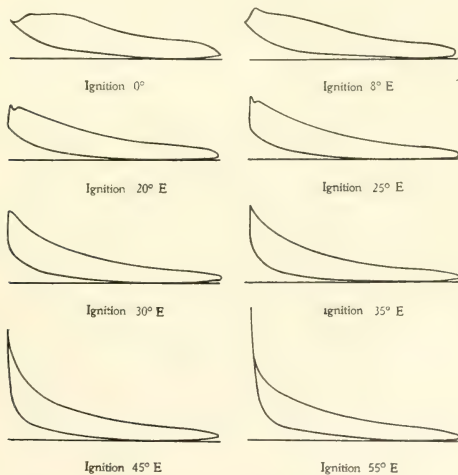 Ignition 0°
Ignition 8° E
Ignition 20° E
Ignition 25° E
Ignition 30° E
Ignition 35° E
Ignition 45° E
Ignition 55° E